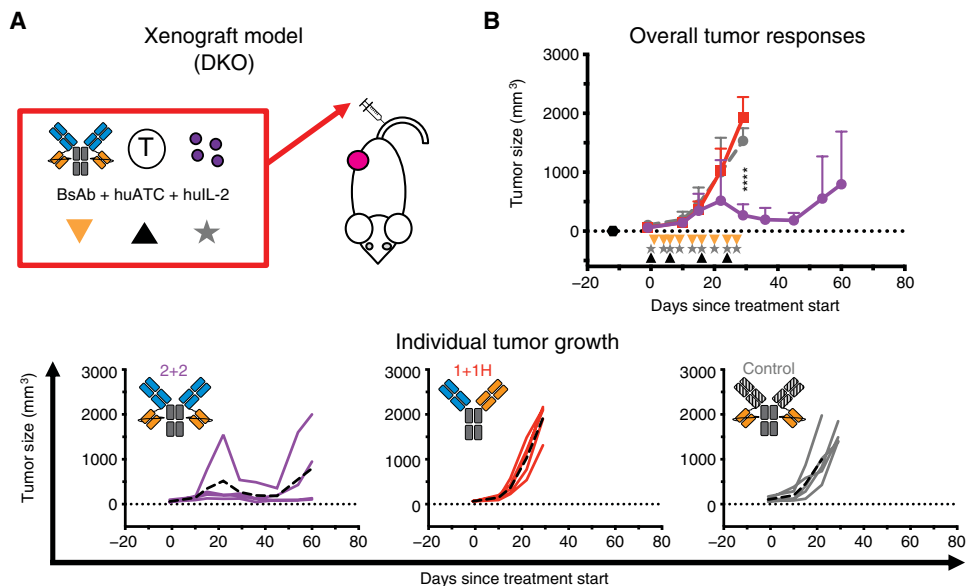 A
Xenograft model
(DKO)
T
BsAb + huATC + huIL-2
B
Overall tumor responses
Tumor size (mm³)
3000
2000
1000
0
****
−20 0 20 40 60 80
Days since treatment start
Individual tumor growth
Tumor size (mm³)
2+2
3000
2000
1000
0
−20 0 20 40 60 80
1+1H
3000
2000
1000
0
−20 0 20 40 60 80
Control
3000
2000
1000
0
−20 0 20 40 60 80
Days since treatment start